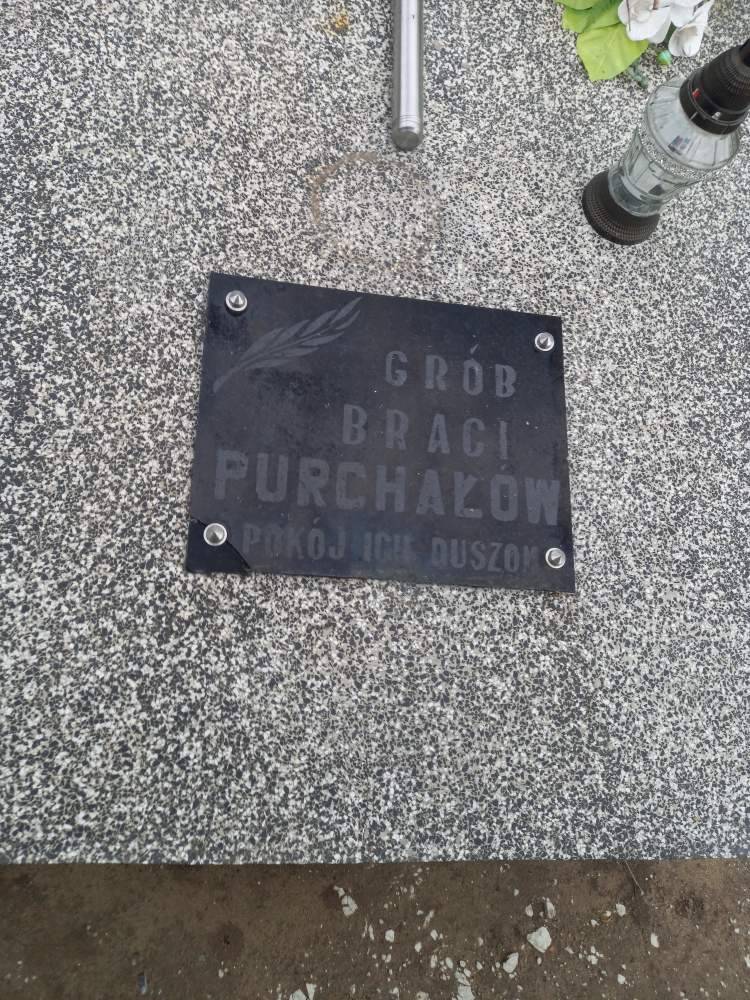 GRÓB
BRACI
PURCHAŁÓW
POKÓJ ICH DUSZOM